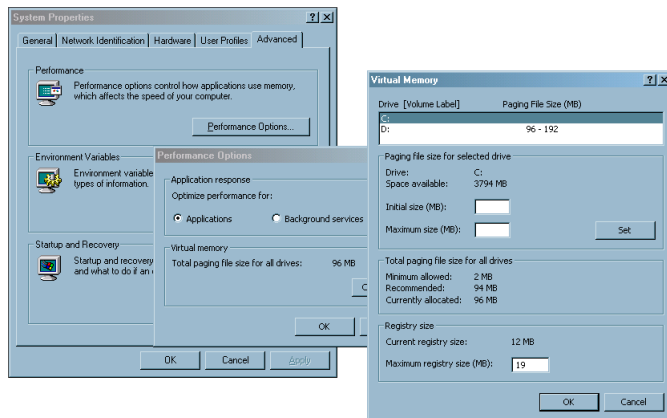 System Properties
General
Network Identification
Hardware
User Profiles
Advanced
Performance
Performance options control how applications use memory,
which affects the speed of your computer.
Performance Options...
Environment Variables
Environment variable
types of information.
Startup and Recovery
Startup and recovery
and what to do if an
OK
Cancel
Apply
Performance Options
Application response
Optimize performance for:
Applications
Background services
Virtual memory
Total paging file size for all drives:
96 MB
C
OK
Virtual Memory
Drive [Volume Label]
Paging File Size (MB)
C:
D:
96 - 192
Paging file size for selected drive
Drive:
C:
Space available:
3794 MB
Initial size (MB):
Maximum size (MB):
Set
Total paging file size for all drives
Minimum allowed:
2 MB
Recommended:
94 MB
Currently allocated:
96 MB
Registry size
Current registry size:
12 MB
Maximum registry size (MB):
19
OK
Cancel